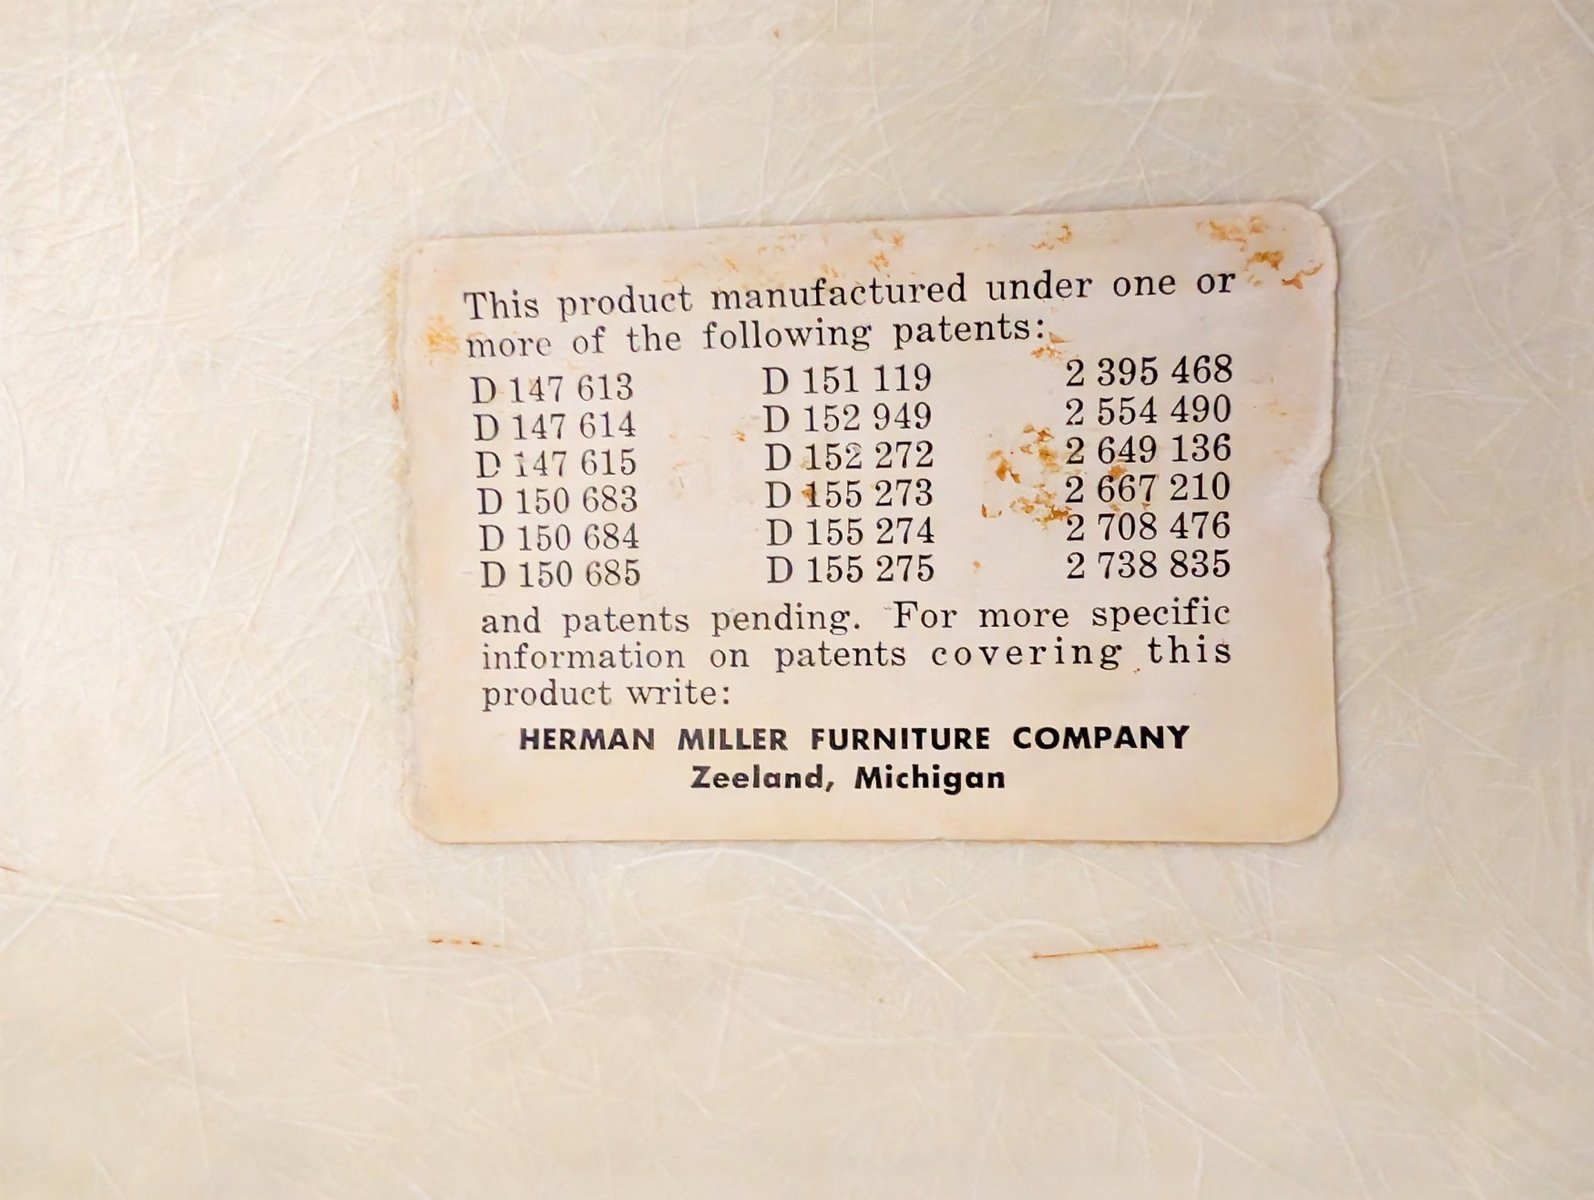 This product manufactured under one or
more of the following patents:
D 147 613 D 151 119 2 395 468
D 147 614 D 152 949 2 554 490
D 147 615 D 152 272 2 649 136
D 150 683 D 155 273 2 667 210
D 150 684 D 155 274 2 708 476
D 150 685 D 155 275 2 738 835
and patents pending. For more specific
information on patents covering this
product write:
HERMAN MILLER FURNITURE COMPANY
Zeeland, Michigan